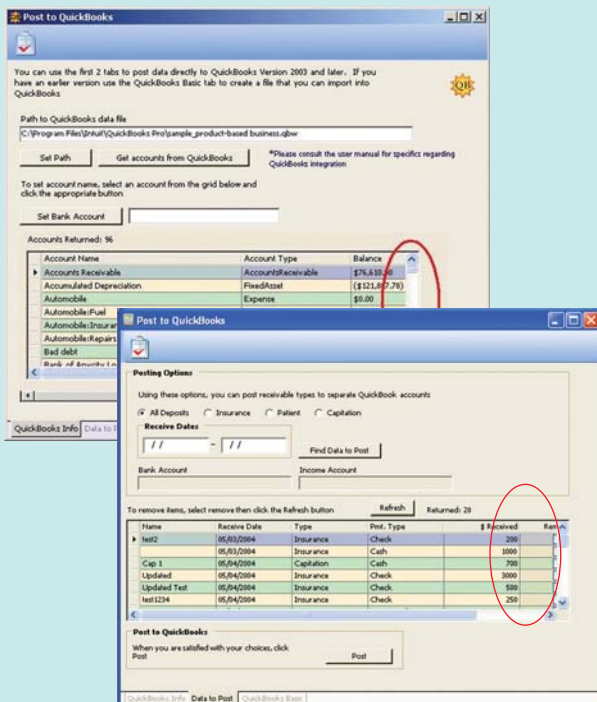 Post to QuickBooks
You can use the first 2 tabs to post data directly to QuickBooks Version 2003 and later. If you
have an earlier version use the QuickBooks Basic tab to create a file that you can import into
QuickBooks
QB
Path to QuickBooks data file
C:\Program Files\Intuit\QuickBooks Pro\sample_product-based business.qbw
Set Path Get accounts from QuickBooks *Please consult the user manual for specifics regarding
QuickBooks integration
To set account name, select an account from the grid below and
click the appropriate button
Set Bank Account
Accounts Returned: 96
Account Name Account Type Balance
Accounts Receivable AccountsReceivable
Accumulated Depreciation FixedAsset
Automobile Expense $0.00
Automobile:Fuel
Automobile:Insuran
Automobile:Repairs
Bad debt
QuickBooks Info Data to P
Post to QuickBooks
Posting Options
Using these options, you can post receivable types to separate QuickBook accounts
All Deposits Insurance Patient Capitation
Receive Dates
/ / - / / Find Data to Post
Bank Account Income Account
To remove items, select remove then click the Refresh button Refresh Returned: 28
Name Receive Date Type Pmt. Type $ Received Rem
test2 05/03/2004 Insurance Check 200
05/03/2004 Insurance Cash 1000
Cap 1 05/04/2004 Capitation Cash 700
Updated 05/04/2004 Insurance Check 3000
Updated Test 05/04/2004 Insurance Check 500
test1234 05/04/2004 Insurance Check 250
Post to QuickBooks
When you are satisfied with your choices, click
Post Post
QuickBooks Info Data to Post QuickBooks Basic